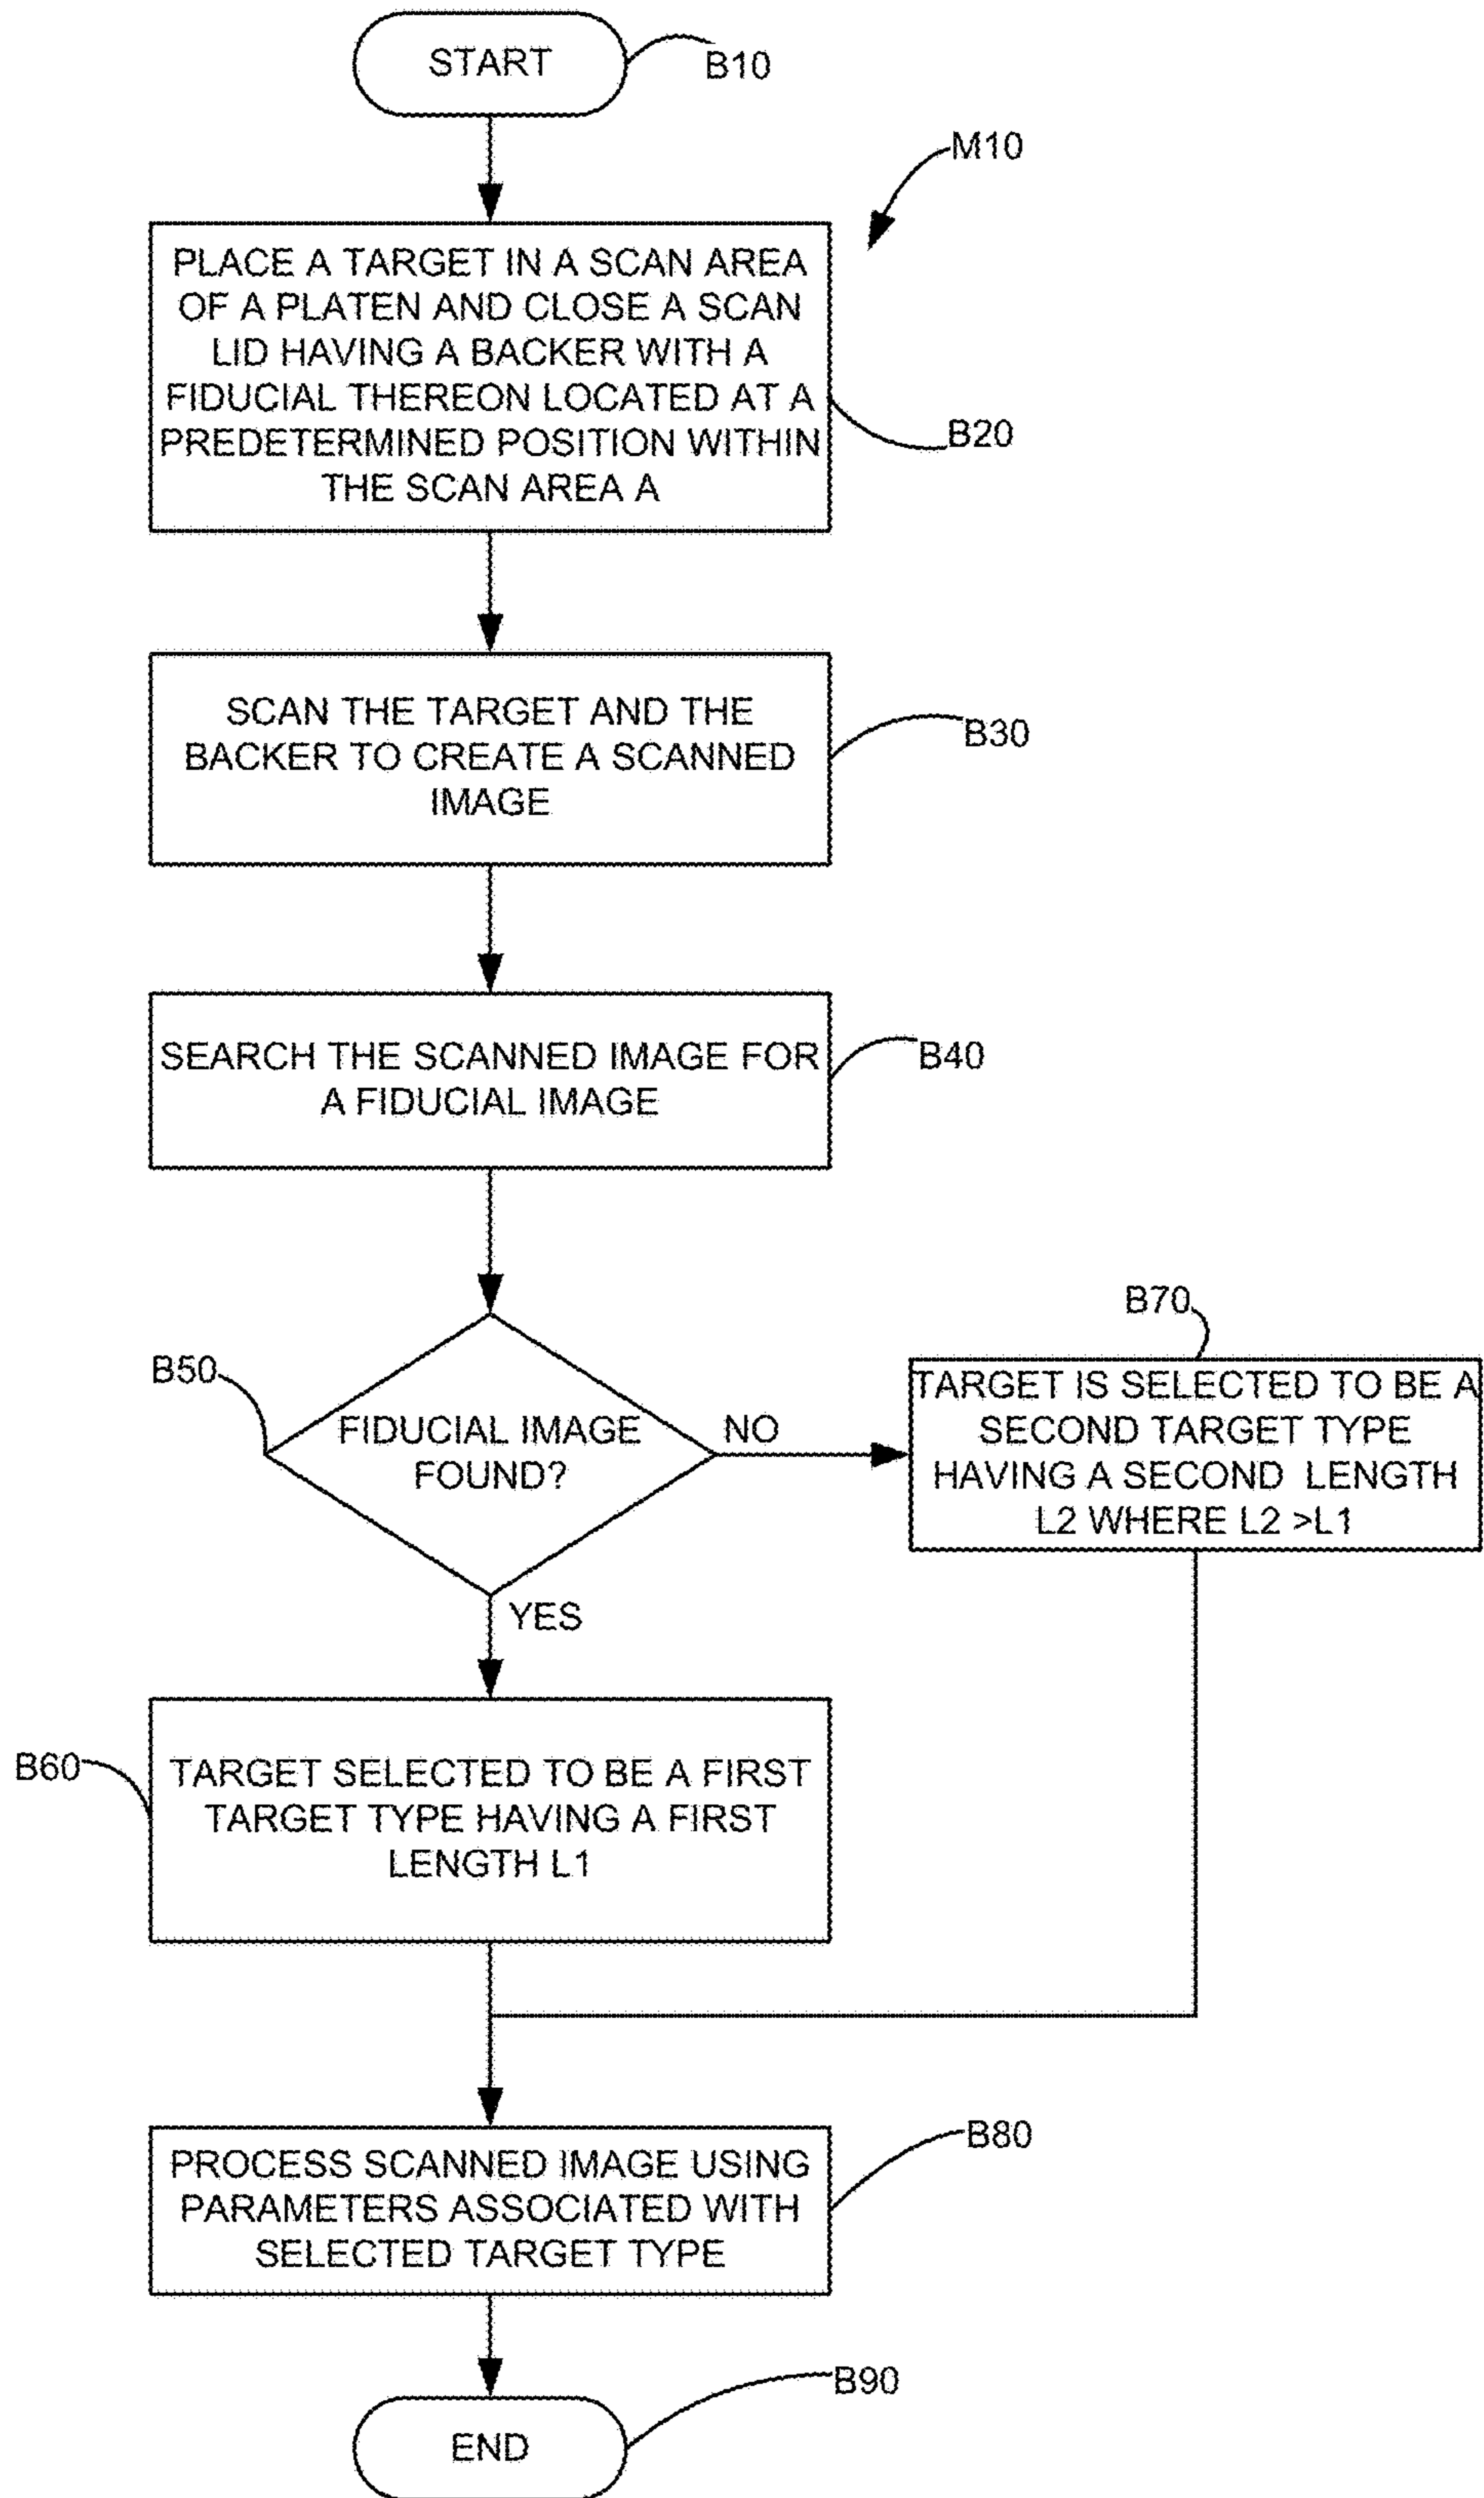 START
B10
M10
PLACE A TARGET IN A SCAN AREA
OF A PLATEN AND CLOSE A SCAN
LID HAVING A BACKER WITH A
FIDUCIAL THEREON LOCATED AT A
PREDETERMINED POSITION WITHIN
THE SCAN AREA A
B20
SCAN THE TARGET AND THE
BACKER TO CREATE A SCANNED
IMAGE
B30
SEARCH THE SCANNED IMAGE FOR
A FIDUCIAL IMAGE
B40
B50
FIDUCIAL IMAGE
FOUND?
NO
B70
TARGET IS SELECTED TO BE A
SECOND TARGET TYPE
HAVING A SECOND LENGTH
L2 WHERE L2 >L1
YES
B60
TARGET SELECTED TO BE A FIRST
TARGET TYPE HAVING A FIRST
LENGTH L1
B80
PROCESS SCANNED IMAGE USING
PARAMETERS ASSOCIATED WITH
SELECTED TARGET TYPE
B90
END